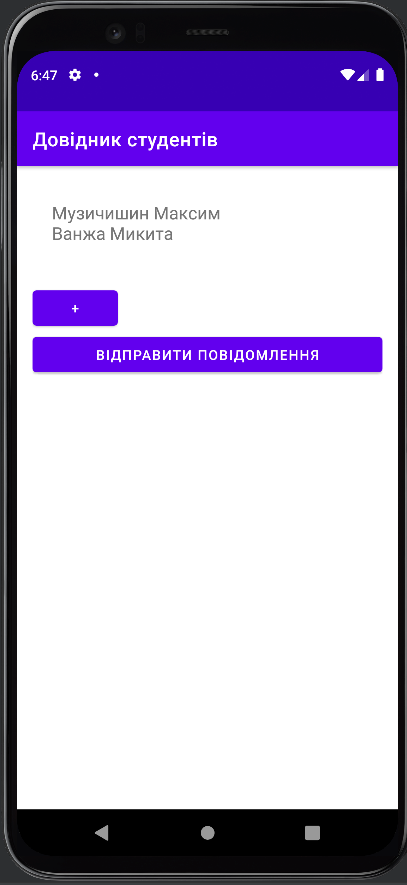 6:47
Довідник студентів
Музичишин Максим
Ванжа Микита
+
ВІДПРАВИТИ ПОВІДОМЛЕННЯ